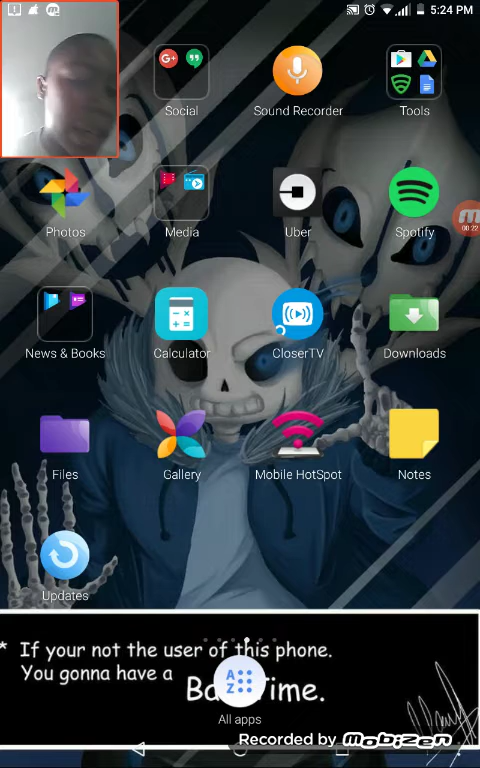 5:24 PM
Social
Sound Recorder
Tools
Photos
Media
Uber
Spotify
00:22
News & Books
Calculator
CloserTV
Downloads
Files
Gallery
Mobile HotSpot
Notes
Updates
* If your not the user of this phone.
You gonna have a
Time.
A
Z
All apps
Recorded by Mobizen